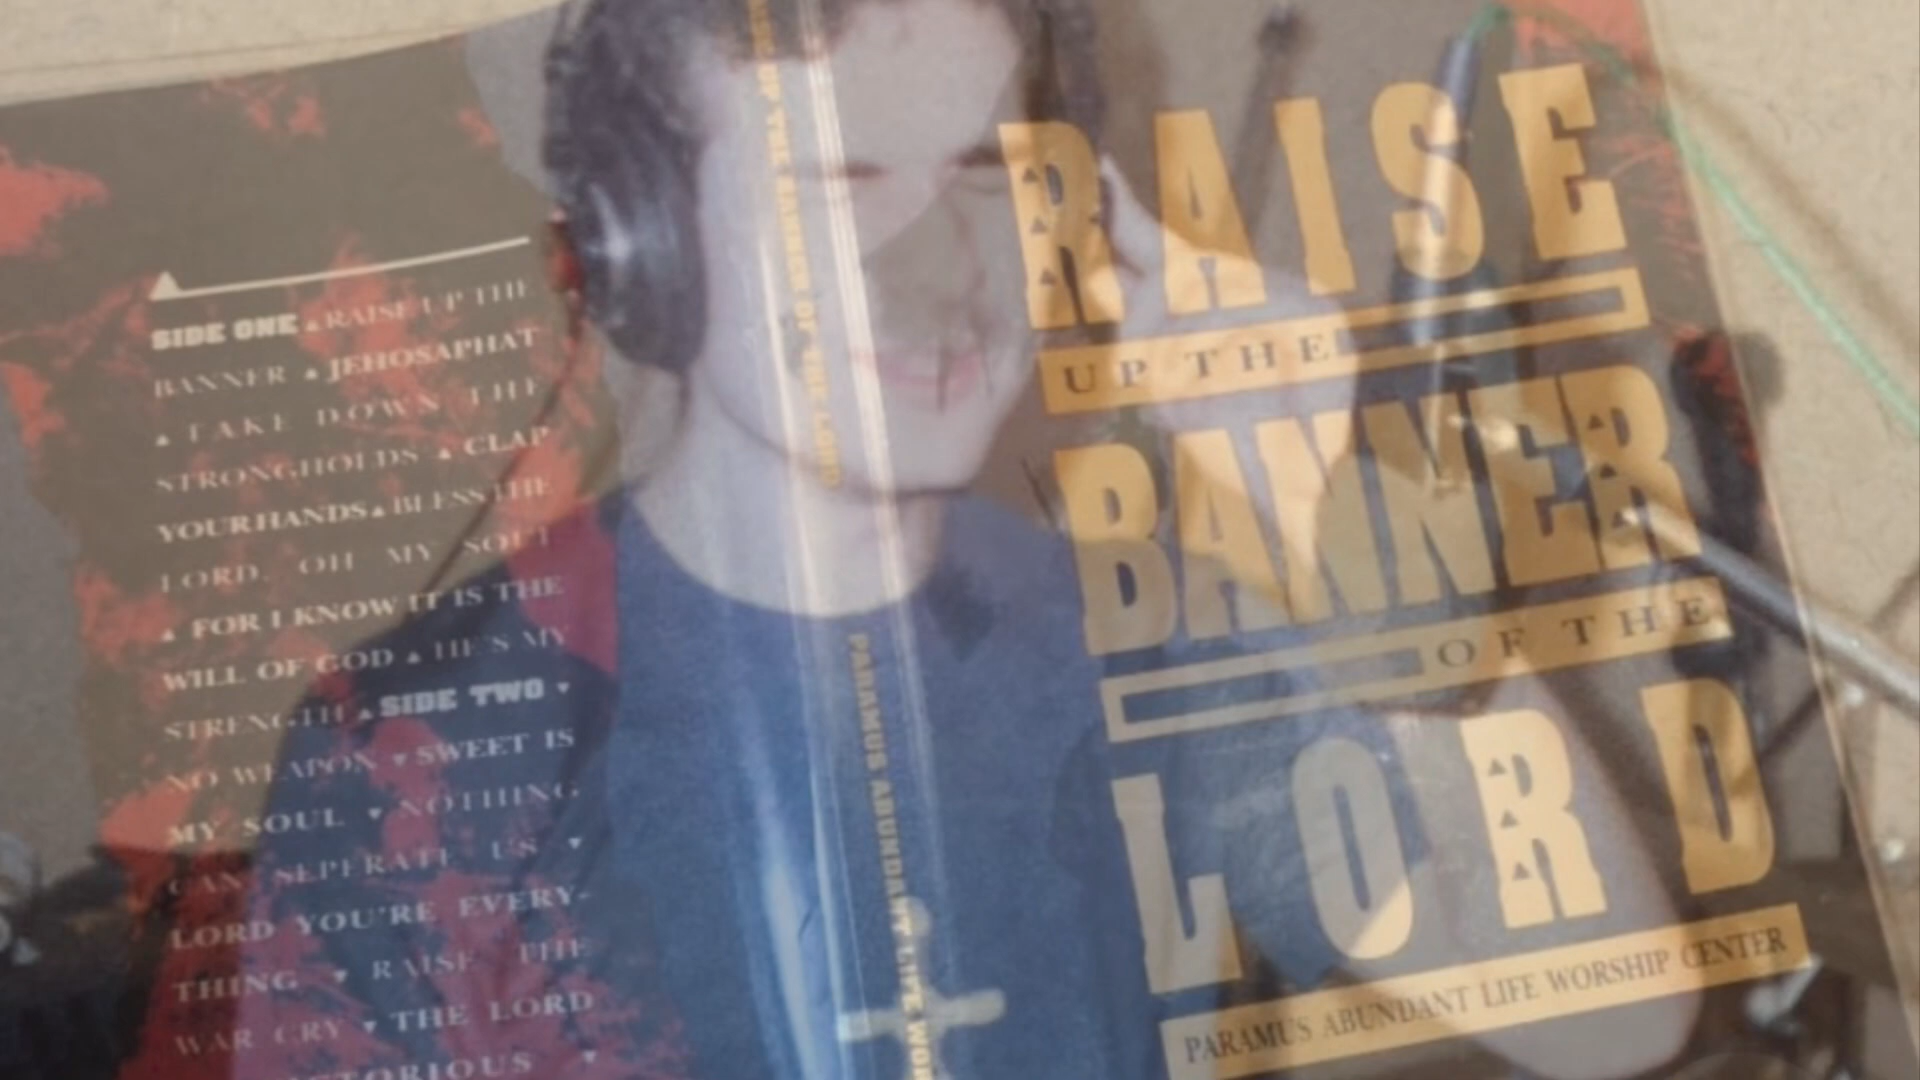 SIDE ONE ▲ RAISE UP THE
BANNER ▲ JEHOSAPHAT
▲ TAKE DOWN THE
STRONGHOLDS ▲ CLAP
YOUR HANDS ▲ BLESS THE
LORD, OH MY SOUL
▲ FOR I KNOW IT IS THE
WILL OF GOD ▲ HE'S MY
STRENGTH ▲ SIDE TWO ▼
NO WEAPON ▼ SWEET IS
MY SOUL ▼ NOTHING
CAN SEPERATE US ▼
LORD YOU'RE EVERY-
THING ▼ RAISE THE
WAR CRY ▼ THE LORD
UP THE BANNER OF THE LORD
PARAMUS ABUNDANT LIFE
RAISE
UP THE
BANNER
OF THE
LORD
PARAMUS ABUNDANT LIFE WORSHIP CENTER